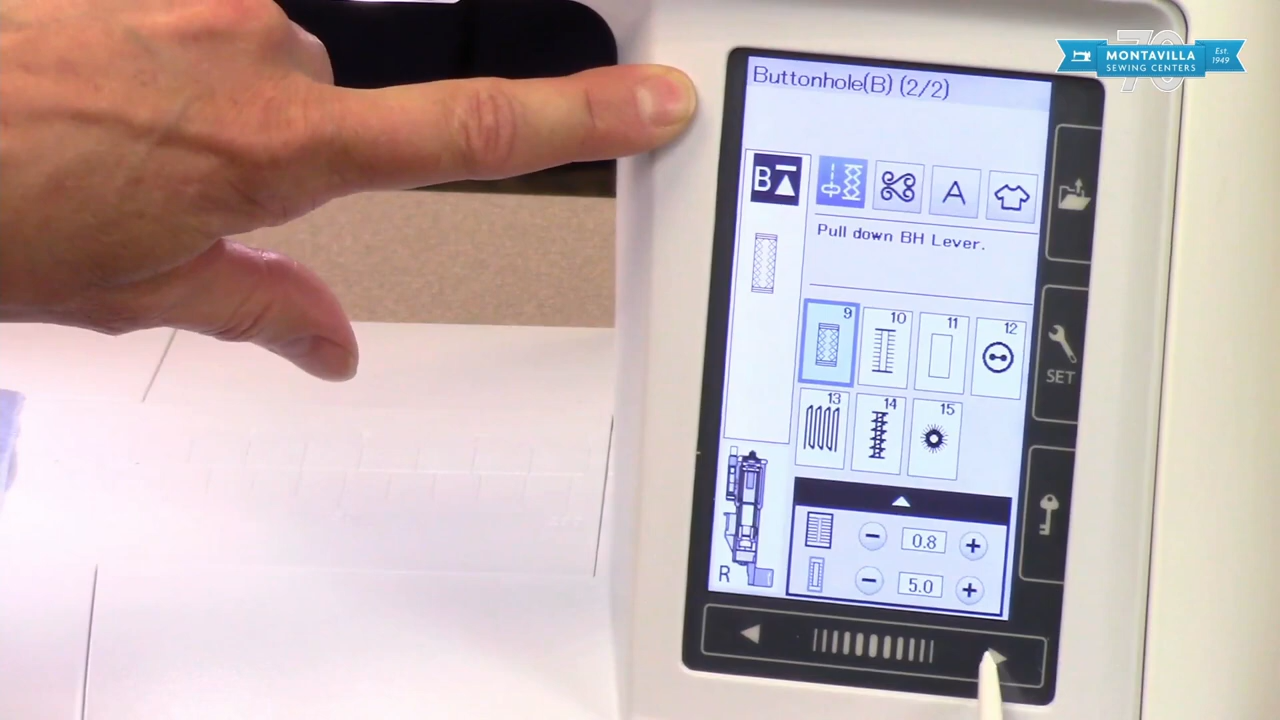 70
MONTAVILLA
SEWING CENTERS
Est.
1949
Buttonhole(B) (2/2)
B
A
Pull down BH Lever.
9
10
11
12
13
14
15
SET
0.8
5.0
R